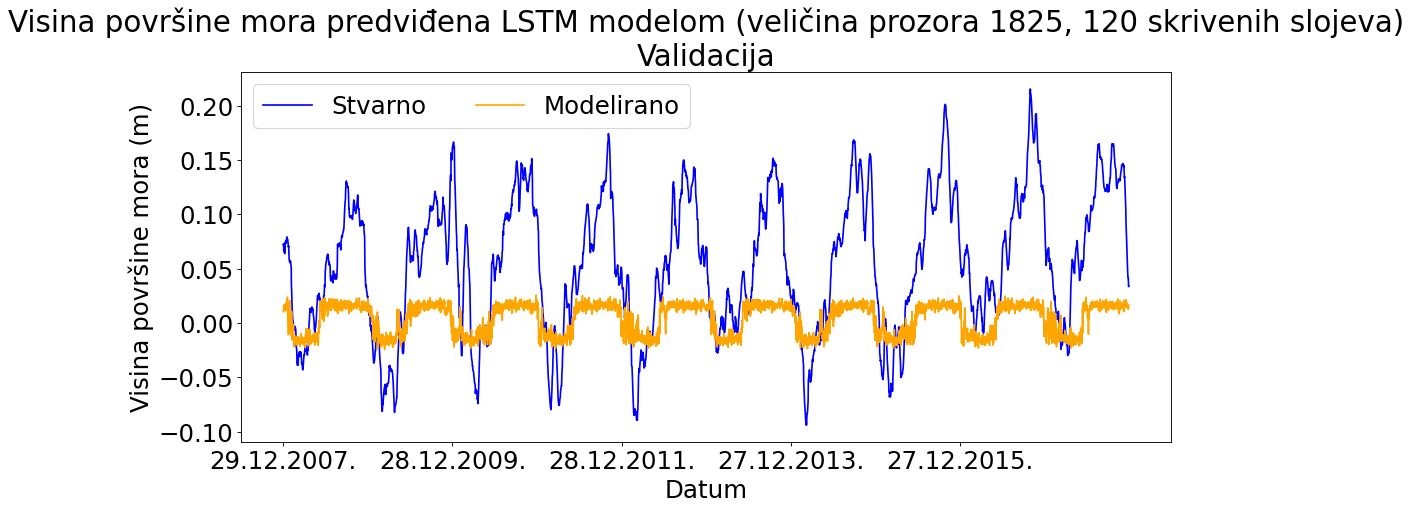 Visina površine mora predviđena LSTM modelom (veličina prozora 1825, 120 skrivenih slojeva)
Validacija
Stvarno Modelirano
Visina površine mora (m)
0.20
0.15
0.10
0.05
0.00
−0.05
−0.10
29.12.2007. 28.12.2009. 28.12.2011. 27.12.2013. 27.12.2015.
Datum